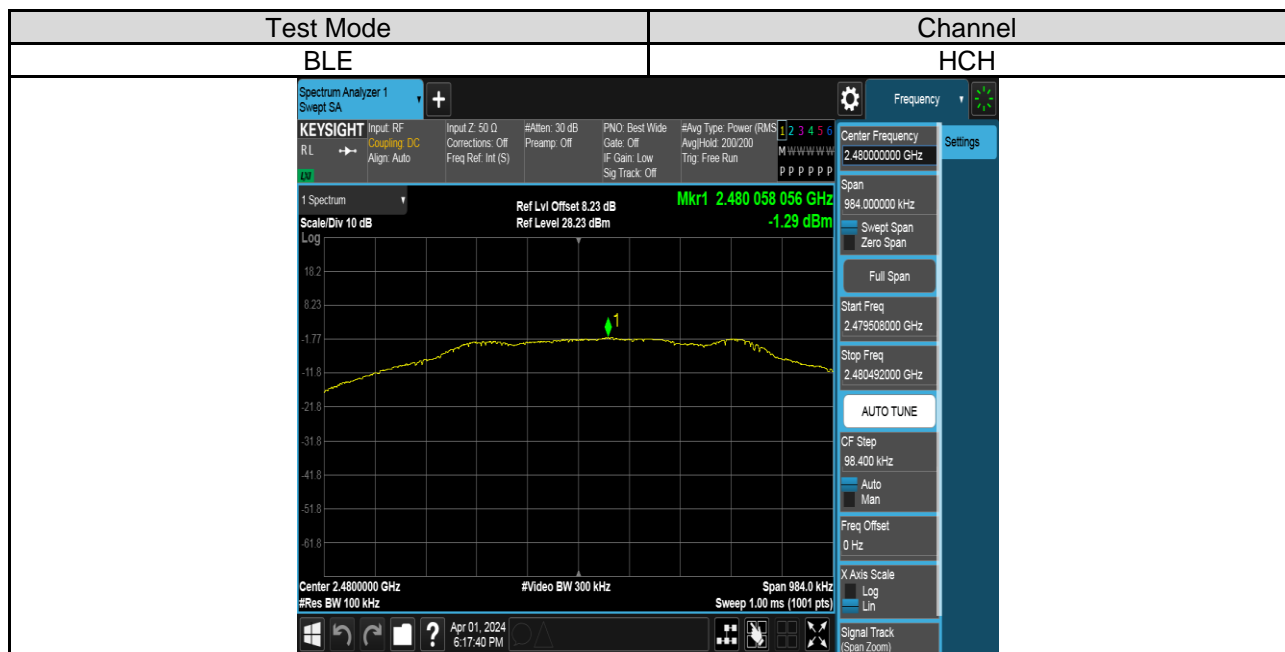 Test Mode Channel
BLE HCH
Spectrum Analyzer 1
Swept SA
+
Frequency
KEYSIGHT Input: RF Input Z: 50 Ω #Atten: 30 dB PNO: Best Wide #Avg Type: Power (RMS 1 2 3 4 5 6
RL Coupling: DC Corrections: Off Preamp: Off Gate: Off Avg|Hold: 200/200 M W W W W W
Align: Auto Freq Ref: Int (S) IF Gain: Low Trig: Free Run
Sig Track: Off P P P P P P
1 Spectrum
Ref Lvl Offset 8.23 dB
Mkr1 2.480 058 056 GHz
Scale/Div 10 dB Ref Level 28.23 dBm -1.29 dBm
Log
18.2
8.23
1
-1.77
-11.8
-21.8
-31.8
-41.8
-51.8
-61.8
Center 2.4800000 GHz #Video BW 300 kHz Span 984.0 kHz
#Res BW 100 kHz Sweep 1.00 ms (1001 pts)
? Apr 01, 2024
6:17:40 PM
Center Frequency
2.480000000 GHz
Settings
Span
984.000000 kHz
Swept Span
Zero Span
Full Span
Start Freq
2.479508000 GHz
Stop Freq
2.480492000 GHz
AUTO TUNE
CF Step
98.400 kHz
Auto
Man
Freq Offset
0 Hz
X Axis Scale
Log
Lin
Signal Track
(Span Zoom)